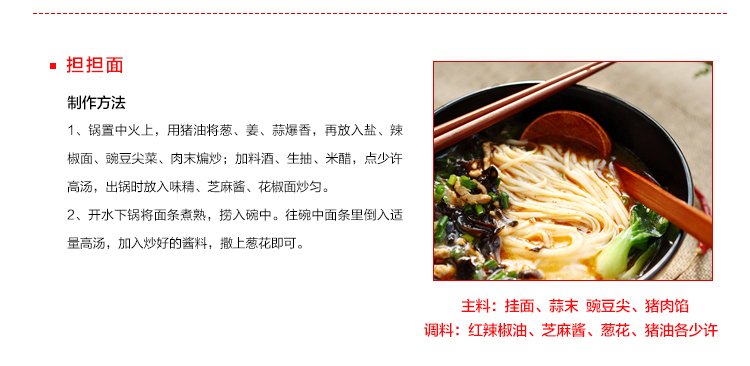 担担面
制作方法
1、锅置中火上，用猪油将葱、姜、蒜爆香，再放入盐、辣
椒面、豌豆尖菜、肉末煸炒；加料酒、生抽、米醋，点少许
高汤，出锅时放入味精、芝麻酱、花椒面炒匀。
2、开水下锅将面条煮熟，捞入碗中。往碗中面条里倒入适
量高汤，加入炒好的酱料，撒上葱花即可。
主料：挂面、蒜末 豌豆尖、猪肉馅
调料：红辣椒油、芝麻酱、葱花、猪油各少许